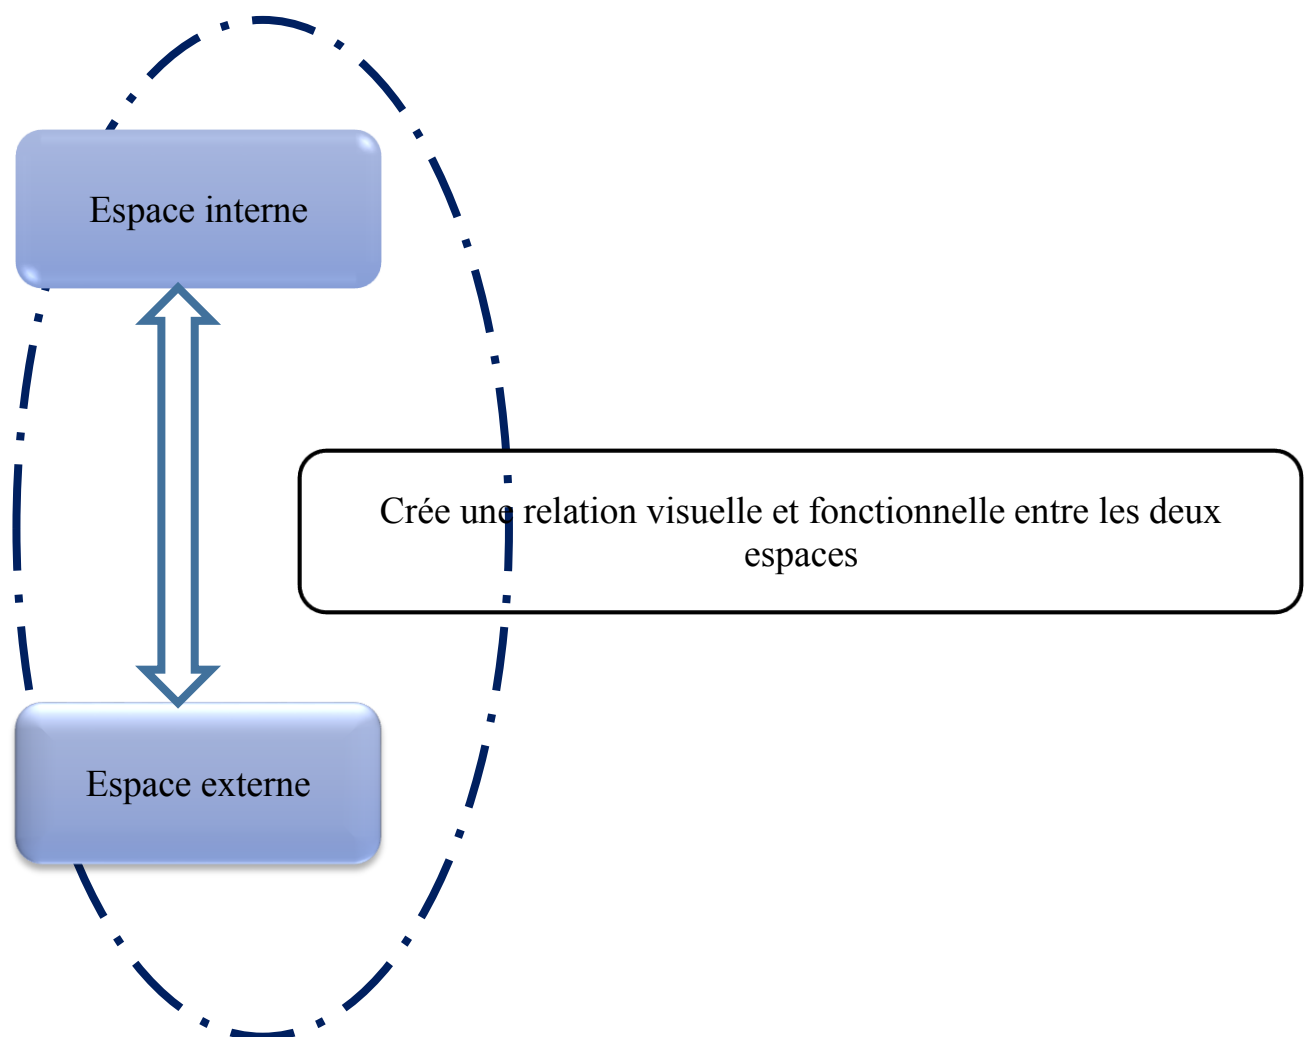 Espace interne
Crée une relation visuelle et fonctionnelle entre les deux
espaces
Espace externe